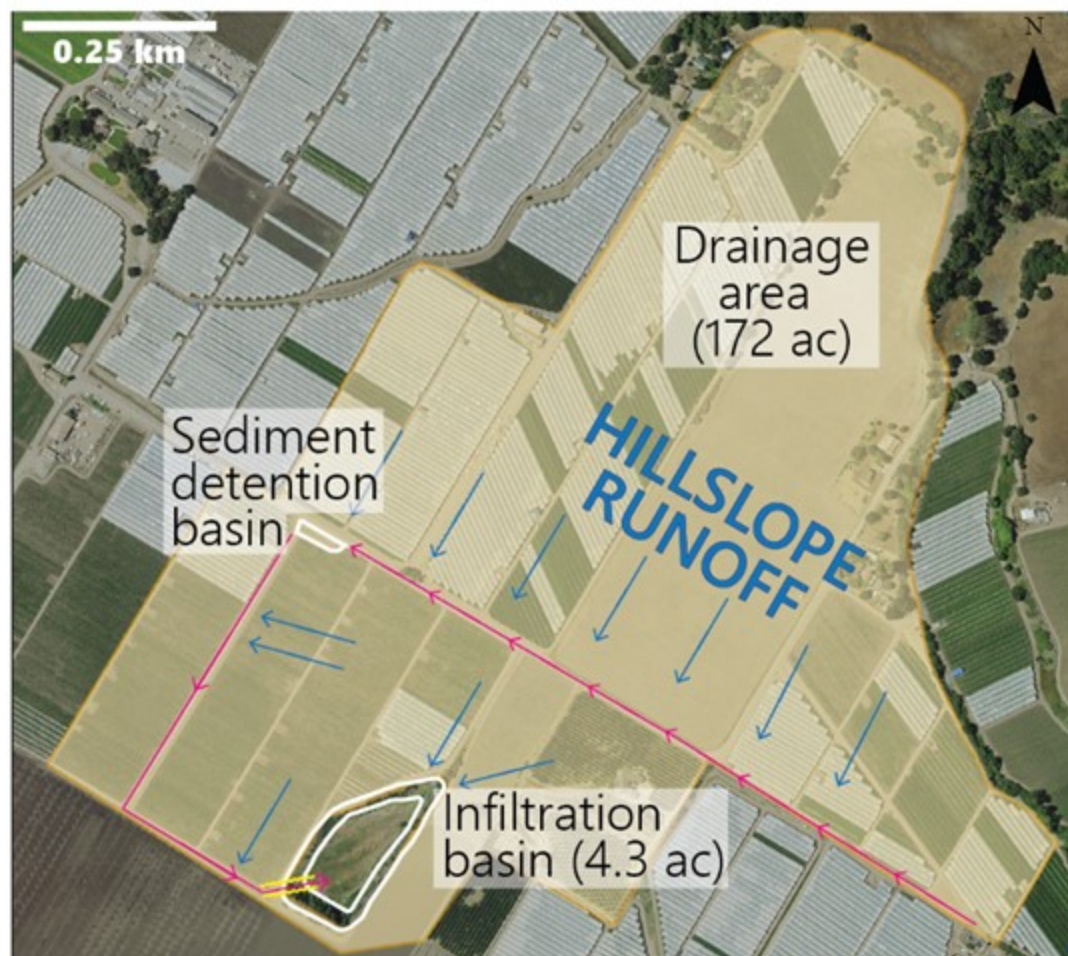 0.25 km
N
Drainage
area
(172 ac)
HILLSLOPE
RUNOFF
Sediment
detention
basin
Infiltration
basin (4.3 ac)